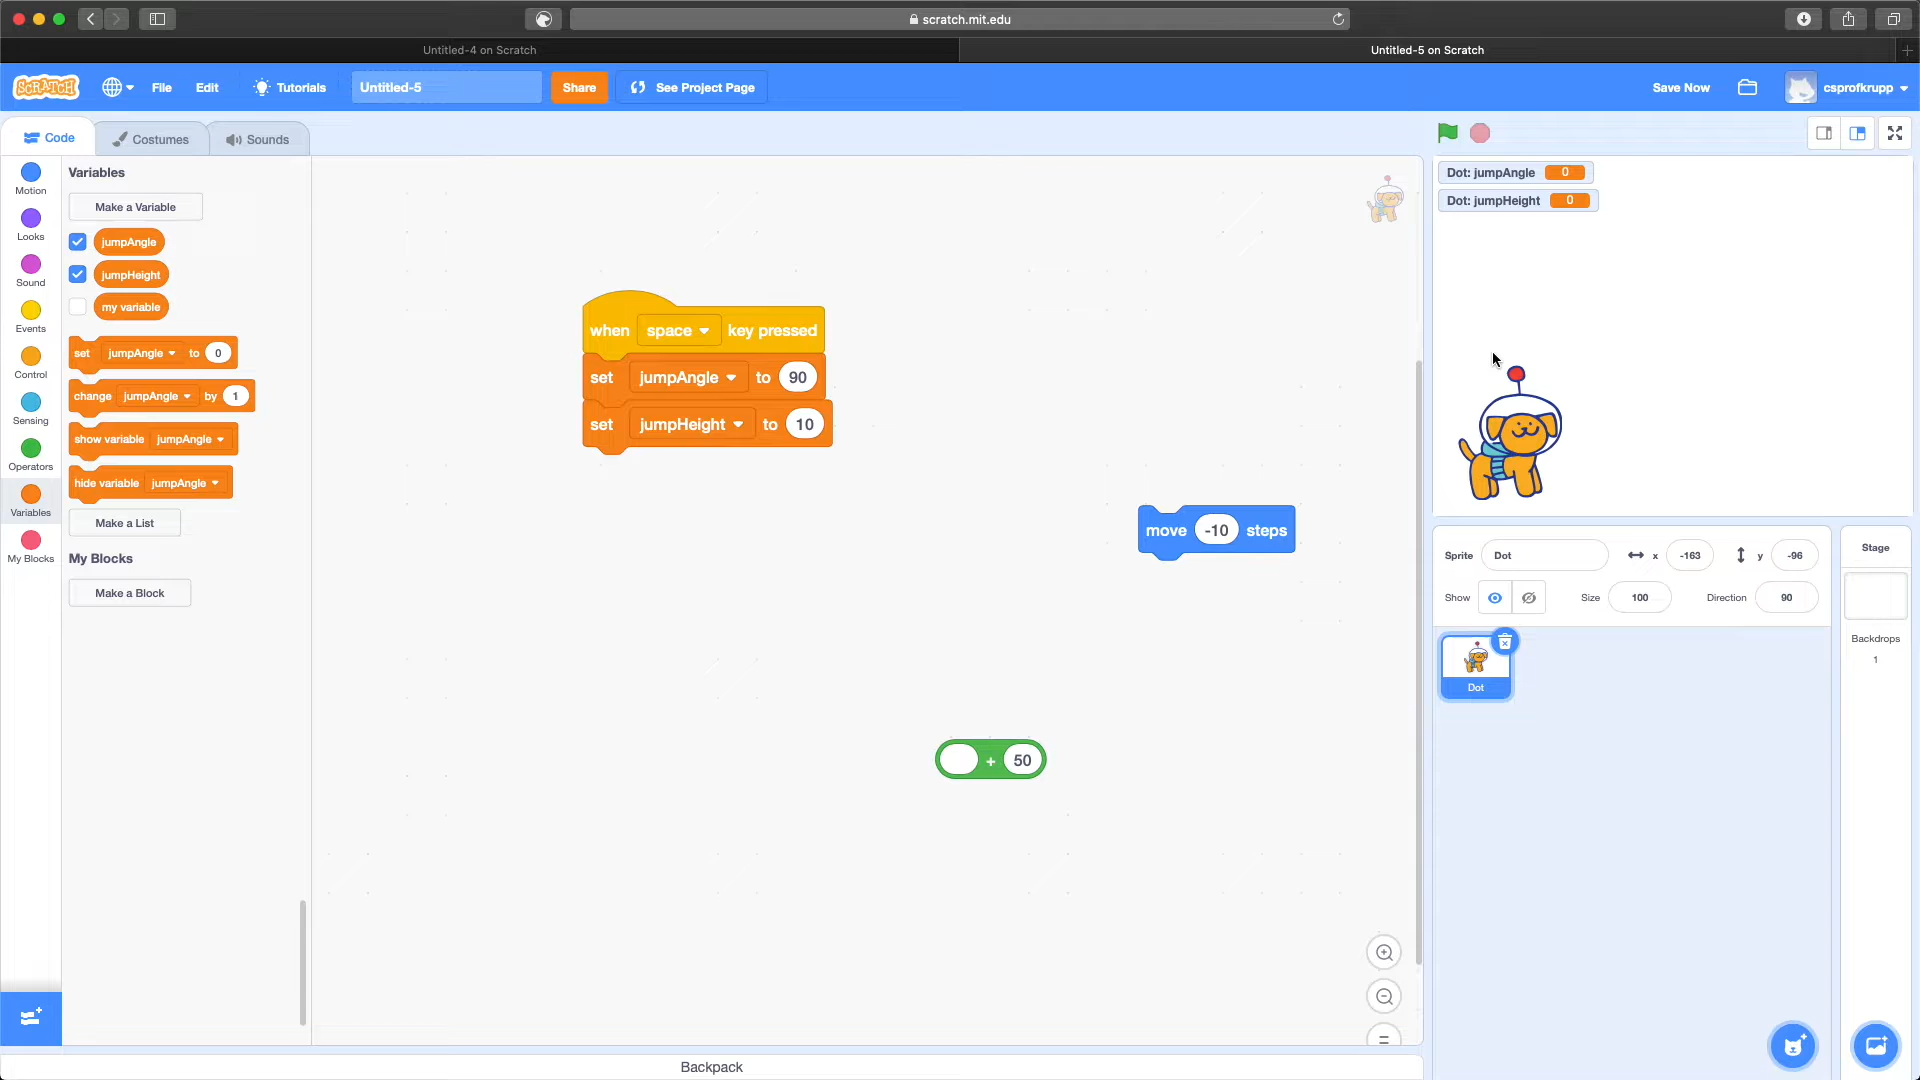 scratch.mit.edu
Untitled-4 on Scratch
Untitled-5 on Scratch
SCRATCH
File
Edit
Tutorials
Untitled-5
Share
See Project Page
Save Now
csprofkrupp
Code
Costumes
Sounds
Motion
Looks
Sound
Events
Control
Sensing
Operators
Variables
My Blocks
Variables
Make a Variable
jumpAngle
jumpHeight
my variable
set jumpAngle to 0
change jumpAngle by 1
show variable jumpAngle
hide variable jumpAngle
Make a List
My Blocks
Make a Block
when space key pressed
set jumpAngle to 90
set jumpHeight to 10
move -10 steps
+ 50
Dot: jumpAngle 0
Dot: jumpHeight 0
Sprite Dot x -163 y -96
Show Size 100 Direction 90
Dot
Stage
Backdrops
1
Backpack